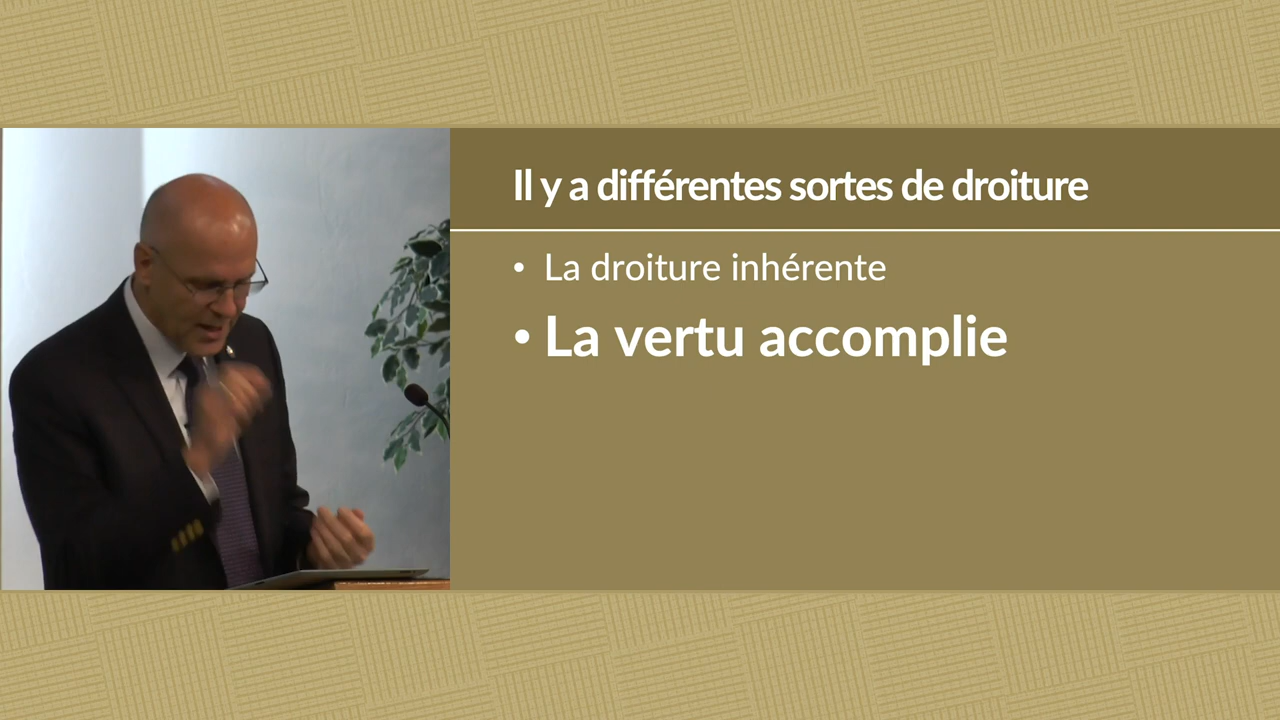 Il y a différentes sortes de droiture
• La droiture inhérente
• La vertu accomplie